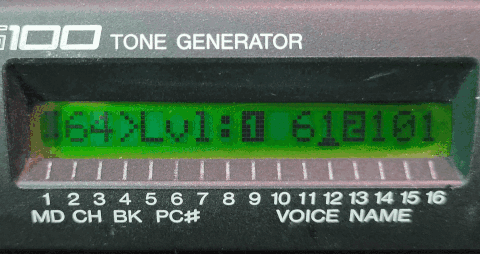 100 TONE GENERATOR
64>Lvl:1 612101
1 2 3 4 5 6 7 8 9 10 11 12 13 14 15 16
MD CH BK PC# VOICE NAME